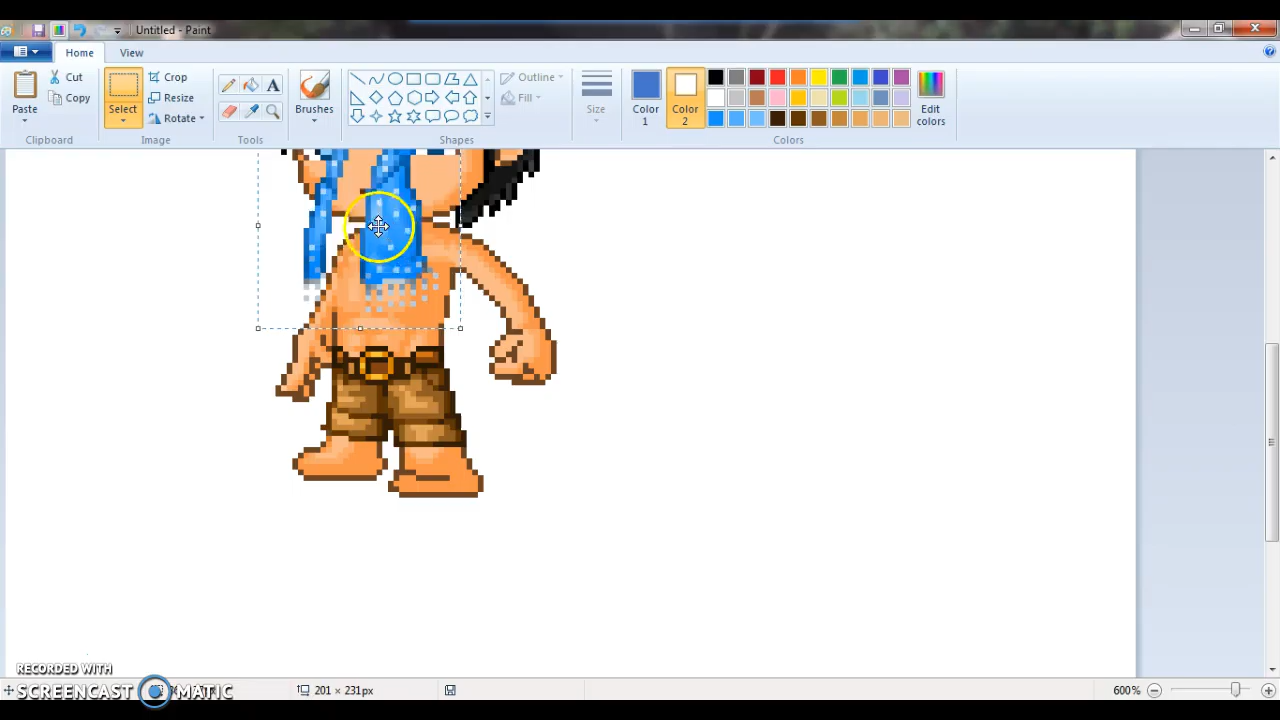 Untitled - Paint
Home View
Paste
Cut
Copy
Clipboard
Select
Crop
Resize
Rotate
Image
Tools
Brushes
Shapes
Outline
Fill
Size
Color 1
Color 2
Edit colors
Colors
RECORDED WITH
SCREENCAST MATIC
201 × 231px
600%